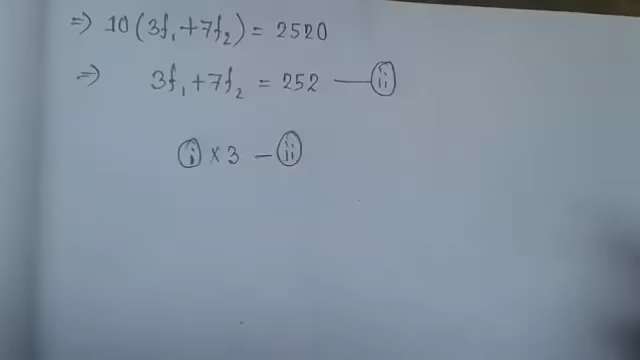 ⇒ 10(3f₁+7f₂) = 2520
⇒ 3f₁+7f₂ = 252 — ⓘⓘ
ⓘ × 3 – ⓘⓘ